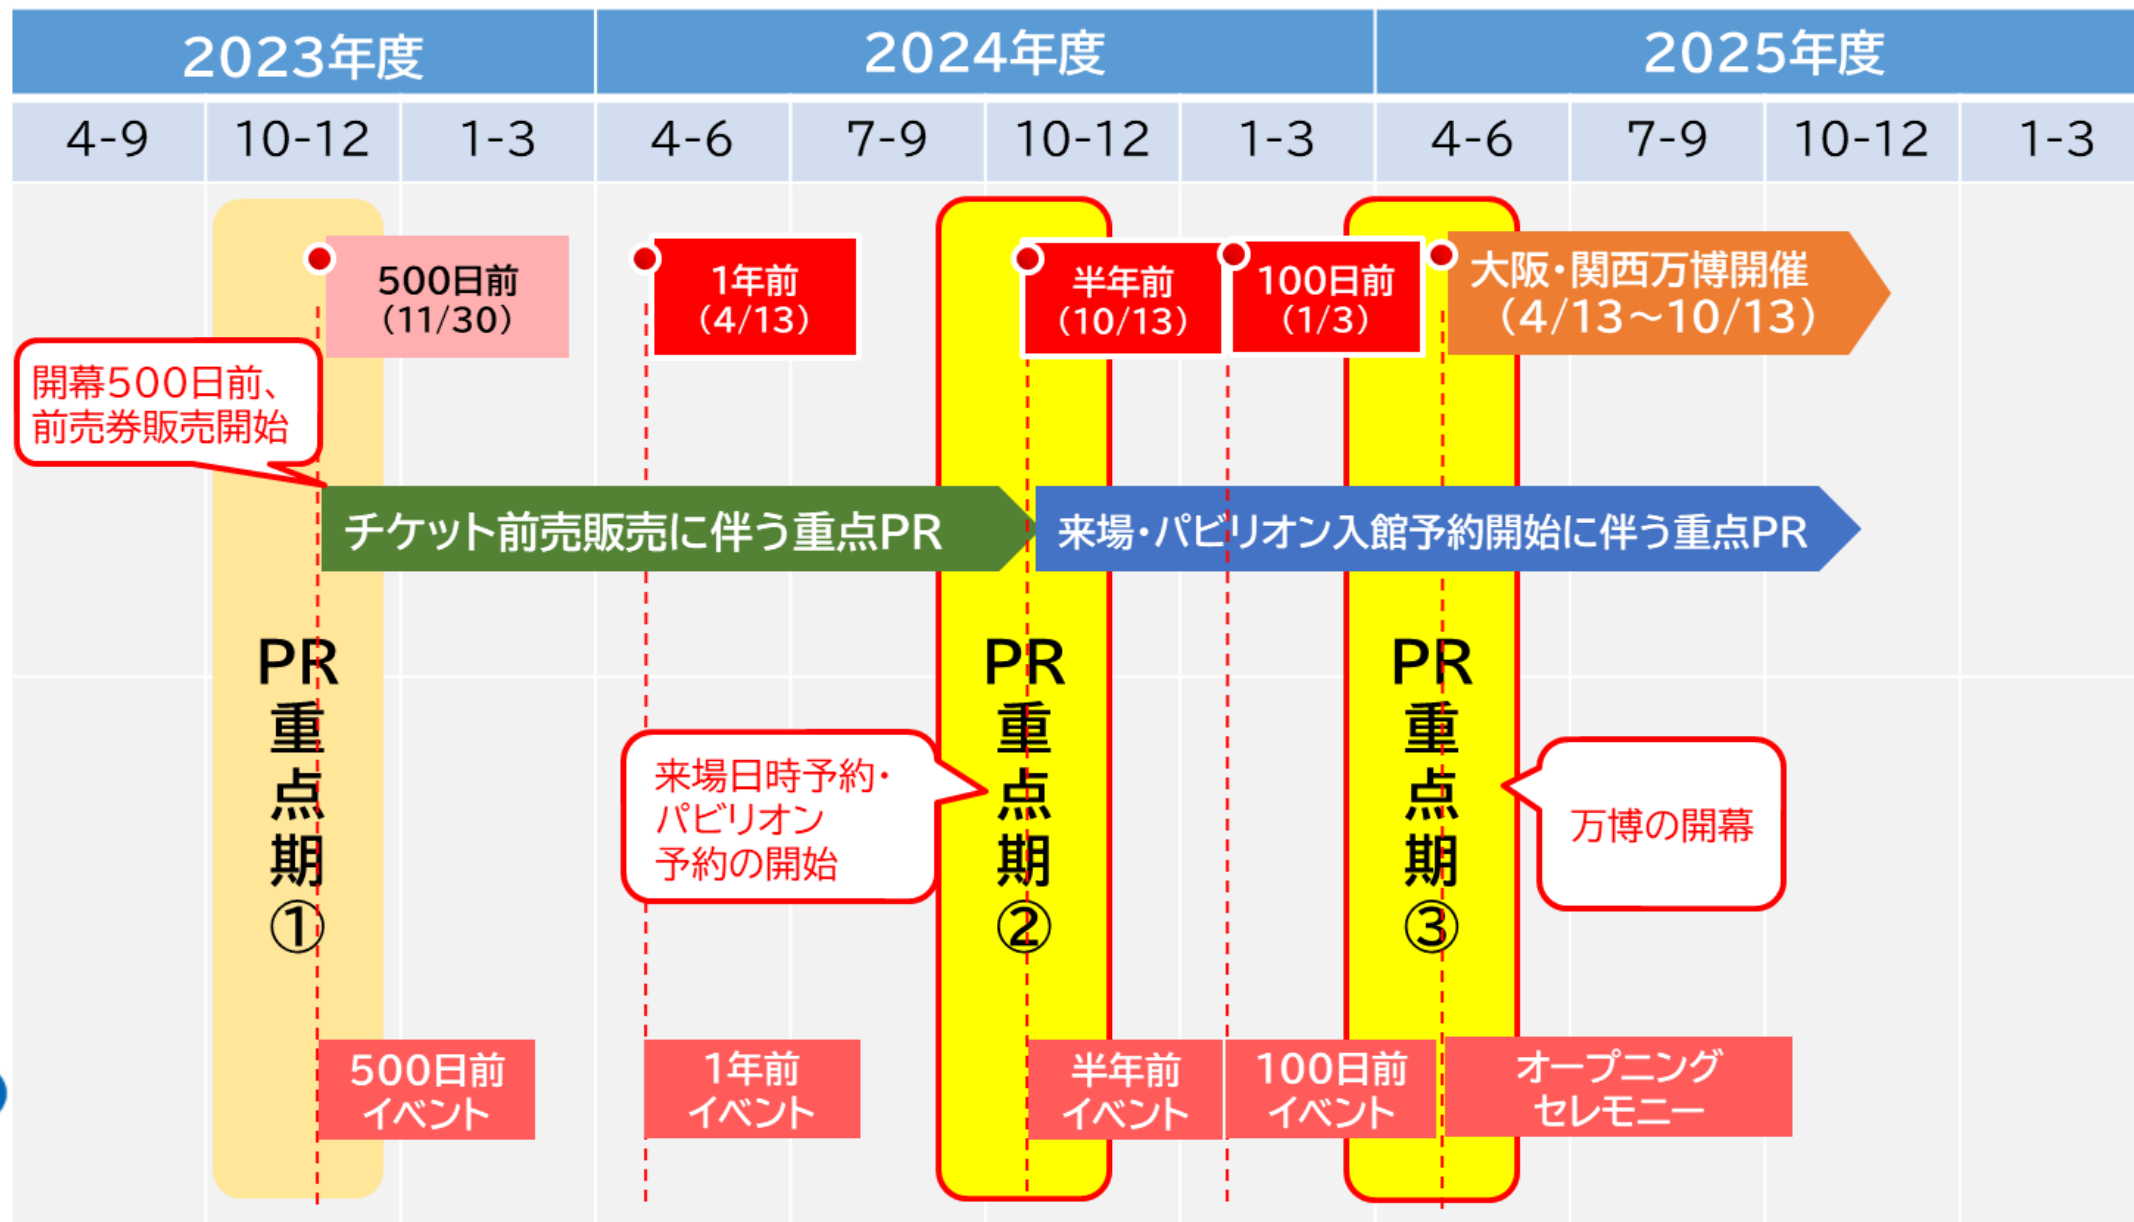 2023年度
2024年度
2025年度
4-9
10-12
1-3
4-6
7-9
10-12
1-3
4-6
7-9
10-12
1-3
500日前
（11/30）
1年前
（4/13）
半年前
（10/13）
100日前
（1/3）
大阪・関西万博開催
（4/13～10/13）
開幕500日前、
前売券販売開始
チケット前売販売に伴う重点PR
来場・パビリオン入館予約開始に伴う重点PR
PR
重
点
期
①
来場日時予約・
パビリオン
予約の開始
PR
重
点
期
②
PR
重
点
期
③
万博の開幕
500日前
イベント
1年前
イベント
半年前
イベント
100日前
イベント
オープニング
セレモニー